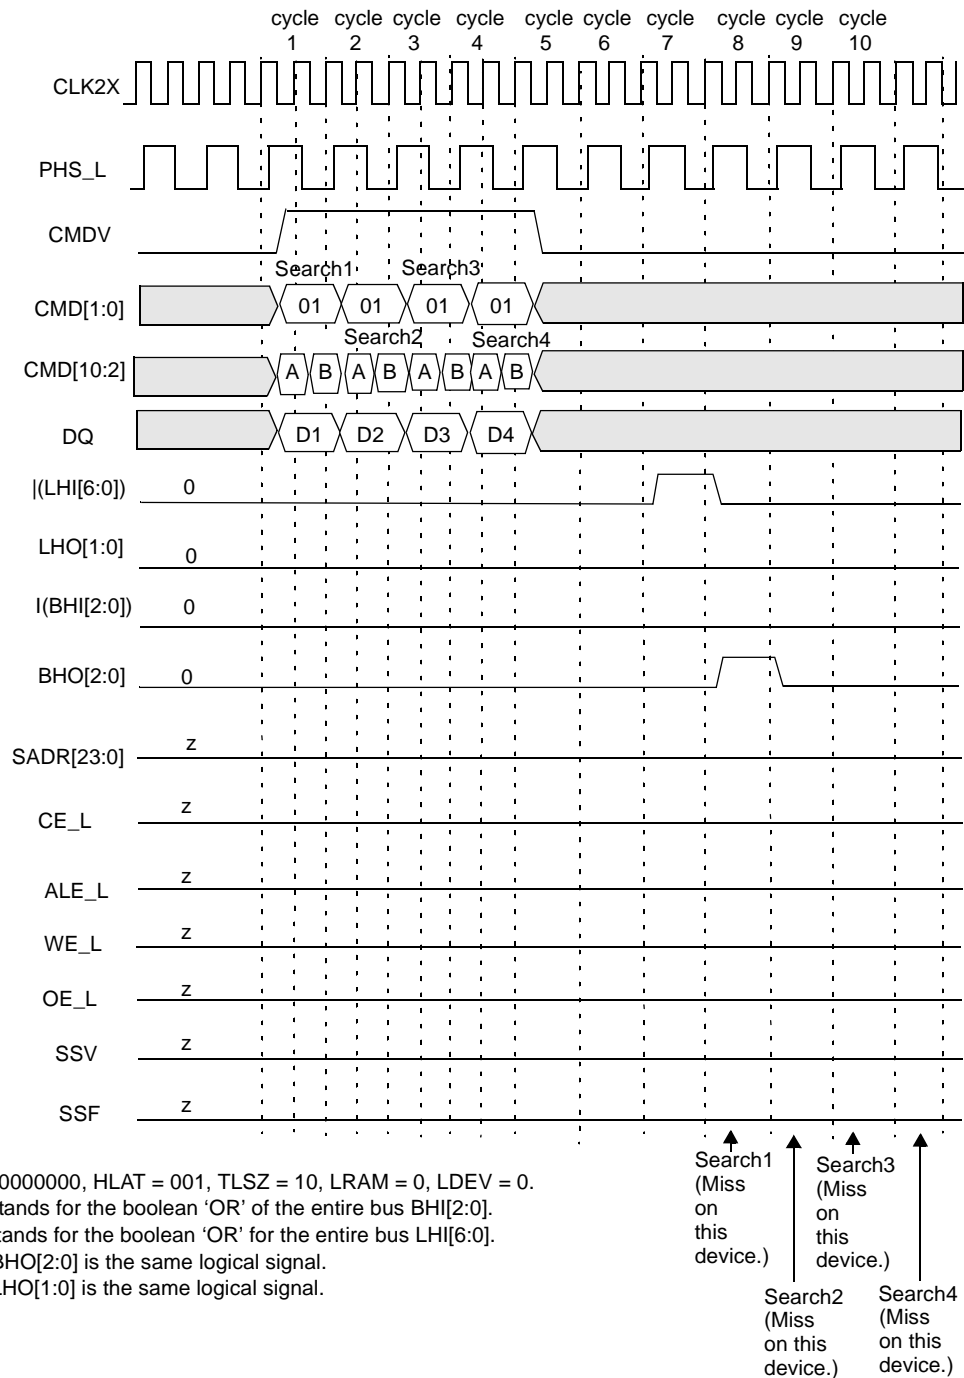 cycle cycle cycle cycle cycle cycle cycle cycle cycle cycle
1 2 3 4 5 6 7 8 9 10
CLK2X
PHS_L
CMDV
Search1 Search3
CMD[1:0] 01 01 01 01
Search2 Search4
CMD[10:2] A B A B A B A B
DQ D1 D2 D3 D4
|(LHI[6:0]) 0
LHO[1:0] 0
I(BHI[2:0]) 0
BHO[2:0] 0
SADR[23:0] z
CE_L z
ALE_L z
WE_L z
OE_L z
SSV z
SSF z
0000000, HLAT = 001, TLSZ = 10, LRAM = 0, LDEV = 0.
tands for the boolean ‘OR’ of the entire bus BHI[2:0].
tands for the boolean ‘OR’ for the entire bus LHI[6:0].
BHO[2:0] is the same logical signal.
LHO[1:0] is the same logical signal.
Search1
(Miss
on
this
device.)
Search2
(Miss
on this
device.)
Search3
(Miss
on
this
device.)
Search4
(Miss
on this
device.)